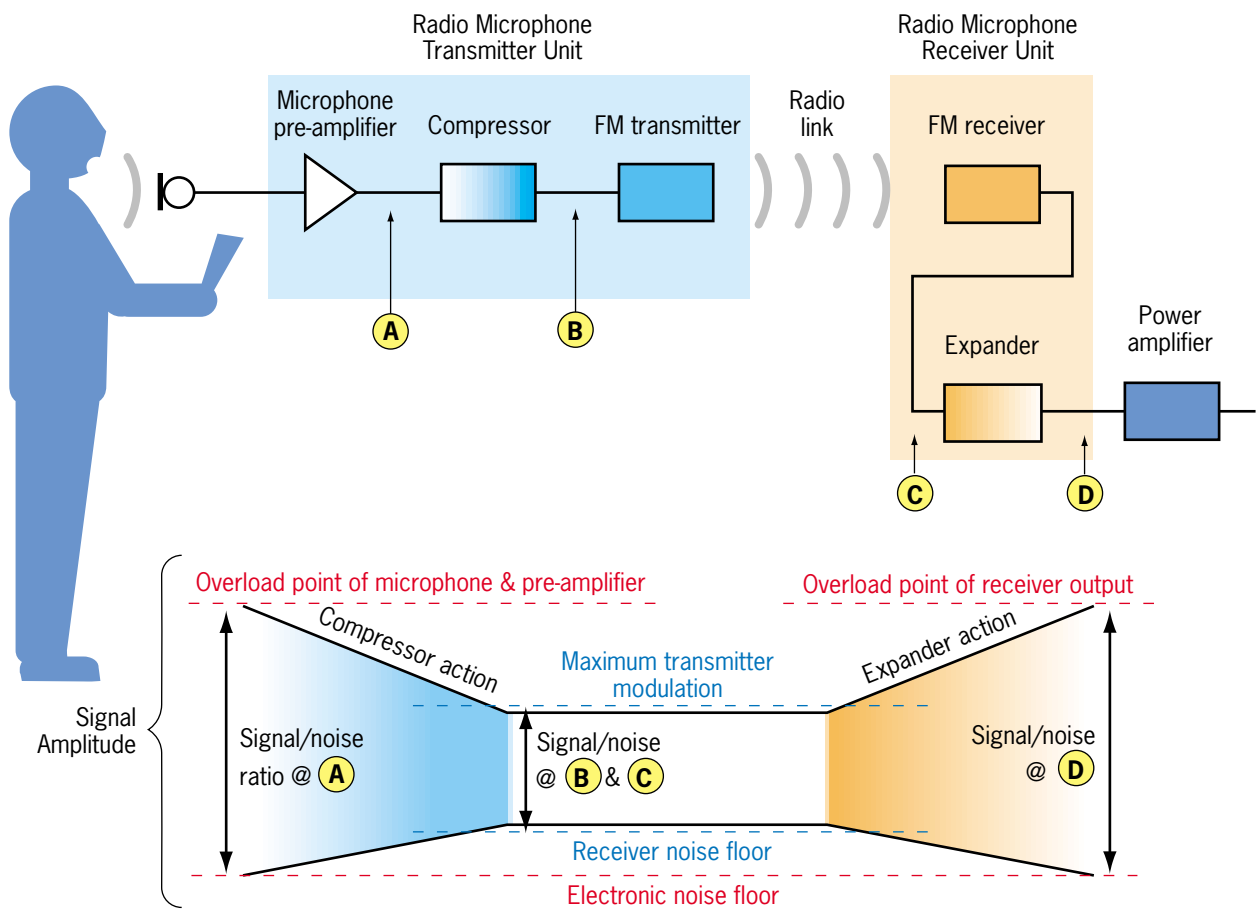 Radio Microphone
Transmitter Unit
Radio Microphone
Receiver Unit
Microphone
pre-amplifier
Compressor
FM transmitter
Radio
link
FM receiver
A
B
Expander
Power
amplifier
C
D
Overload point of microphone & pre-amplifier
Overload point of receiver output
Compressor action
Expander action
Maximum transmitter
modulation
Signal
Amplitude
Signal/noise
ratio @ A
Signal/noise
@ B & C
Signal/noise
@ D
Receiver noise floor
Electronic noise floor